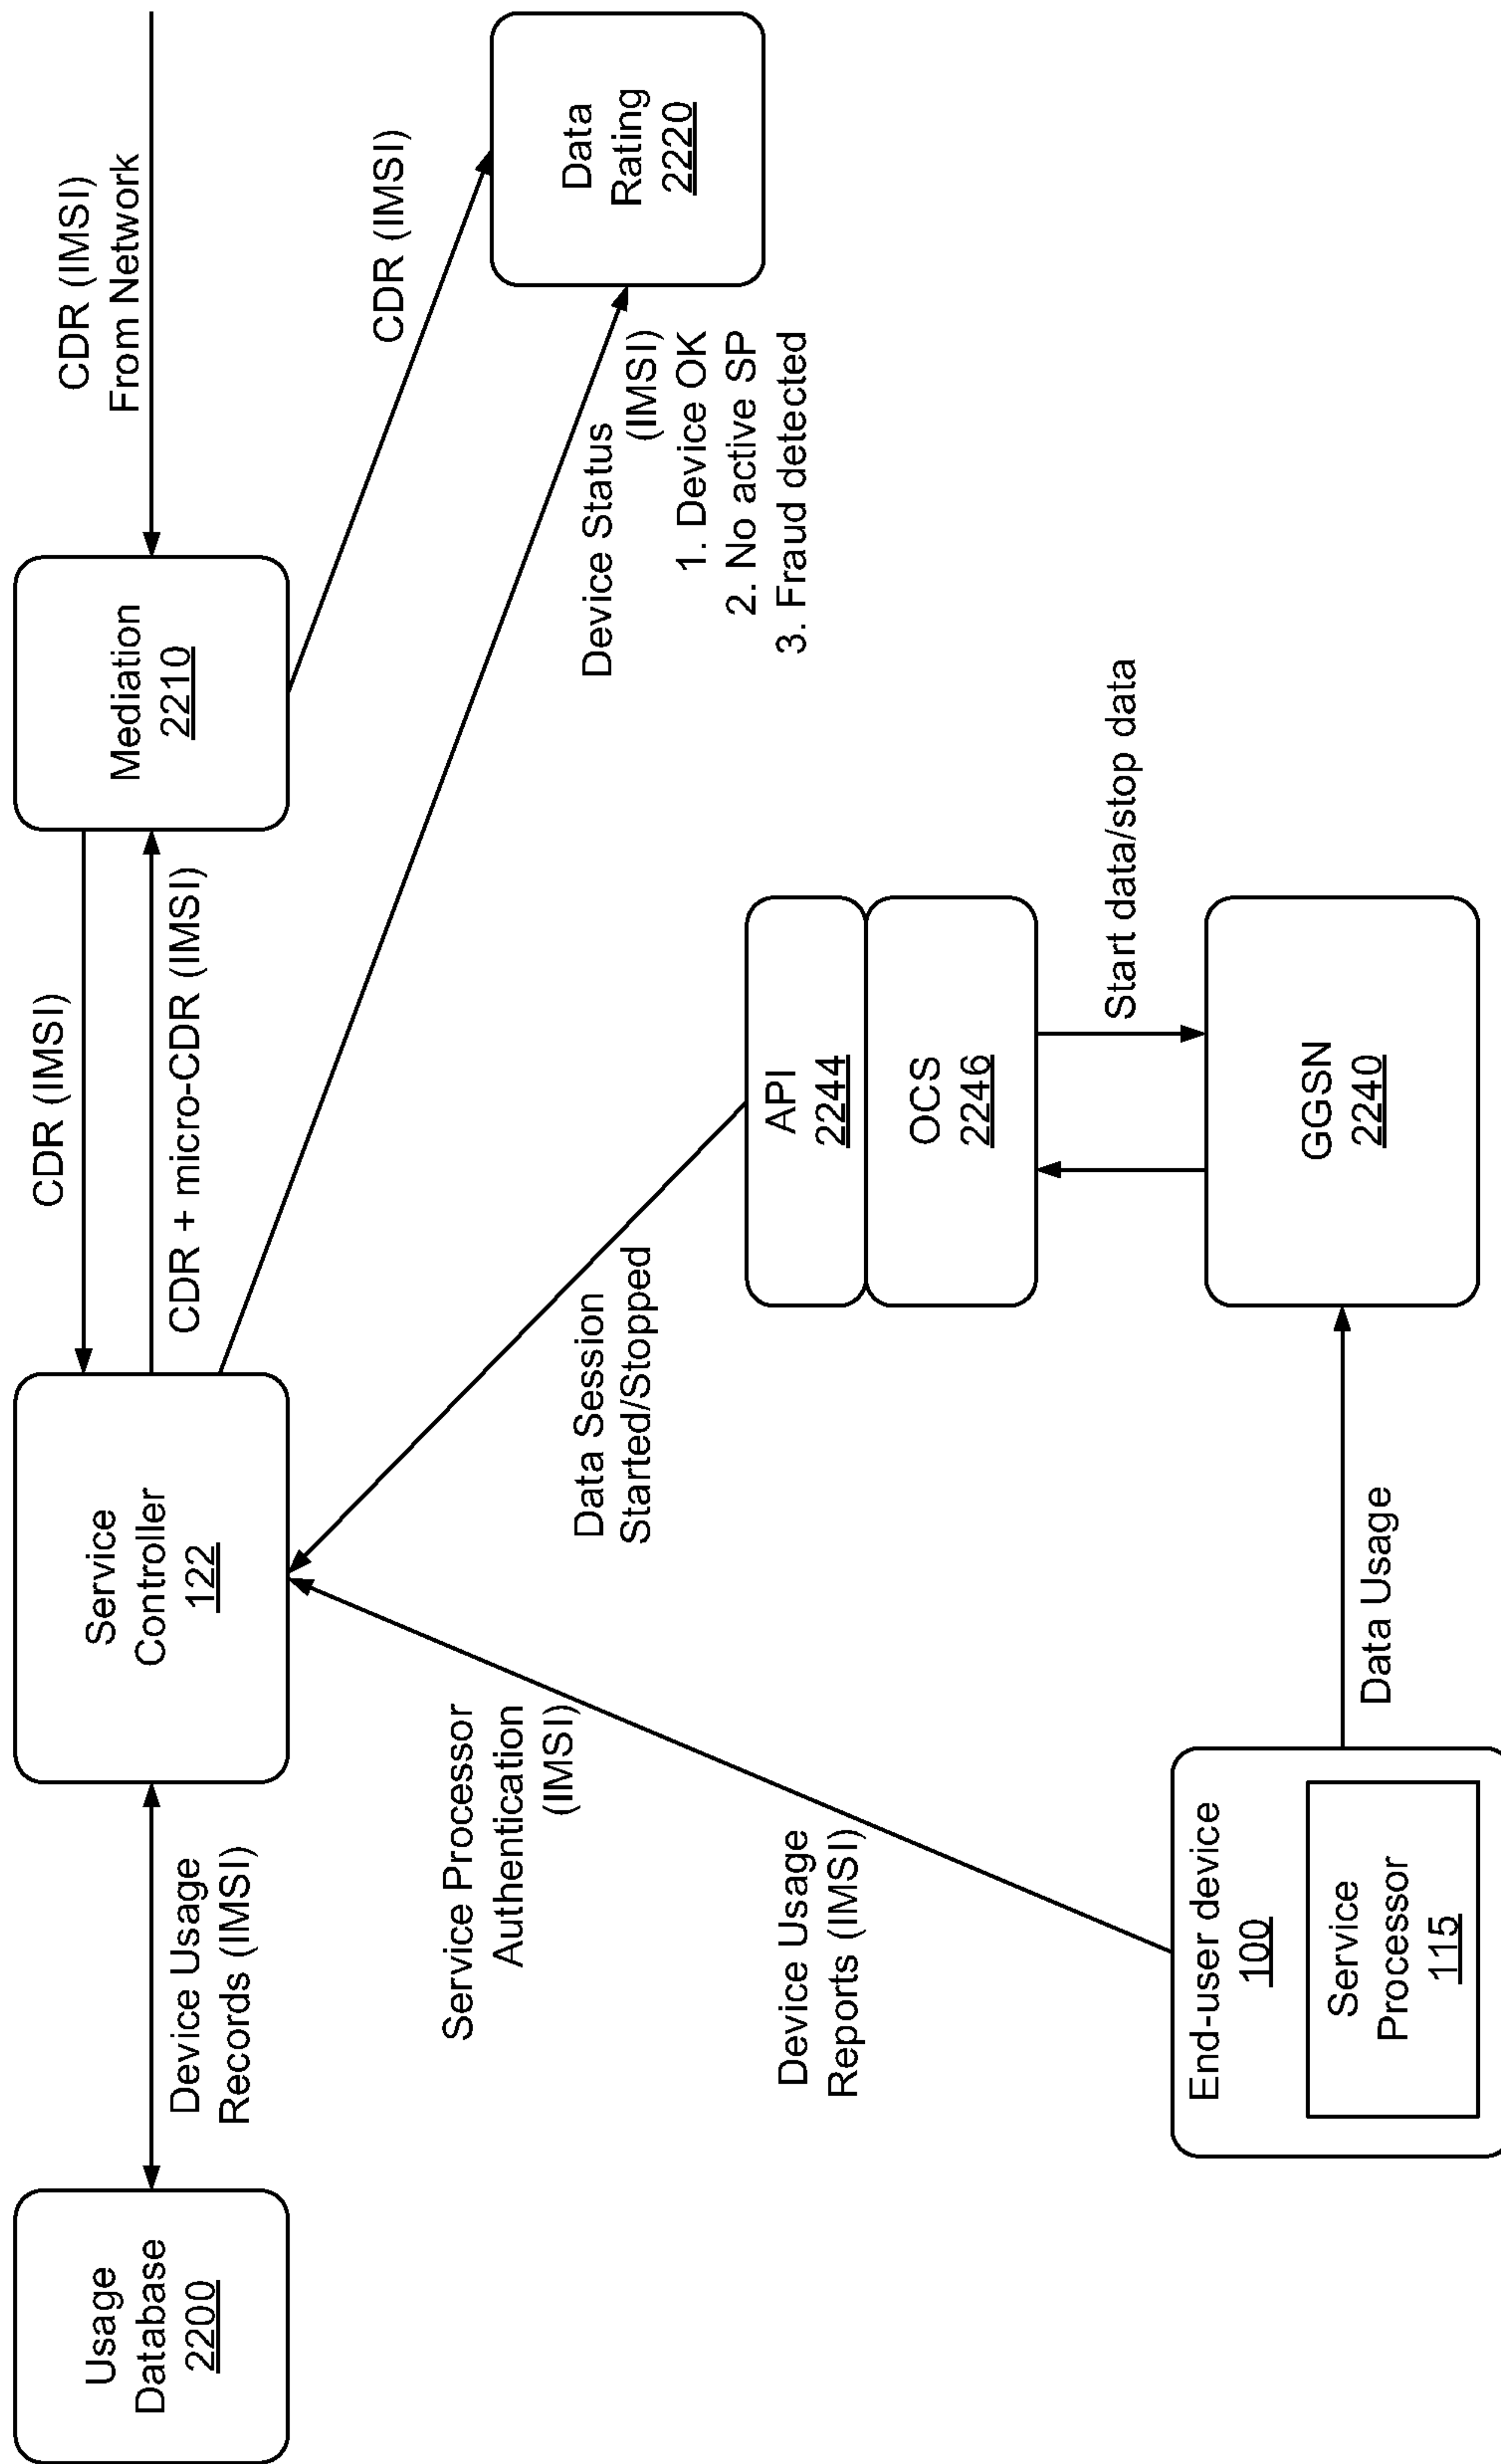 Usage
Database
2200
Device Usage
Records (IMSI)
Service
Controller
122
CDR (IMSI)
CDR + micro-CDR (IMSI)
Mediation
2210
CDR (IMSI)
From Network
CDR (IMSI)
Data
Rating
2220
Device Status
(IMSI)
1. Device OK
2. No active SP
3. Fraud detected
Service Processor
Authentication
(IMSI)
Data Session
Started/Stopped
Device Usage
Reports (IMSI)
API
2244
OCS
2246
Start data/stop data
End-user device
100
Service
Processor
115
Data Usage
GGSN
2240